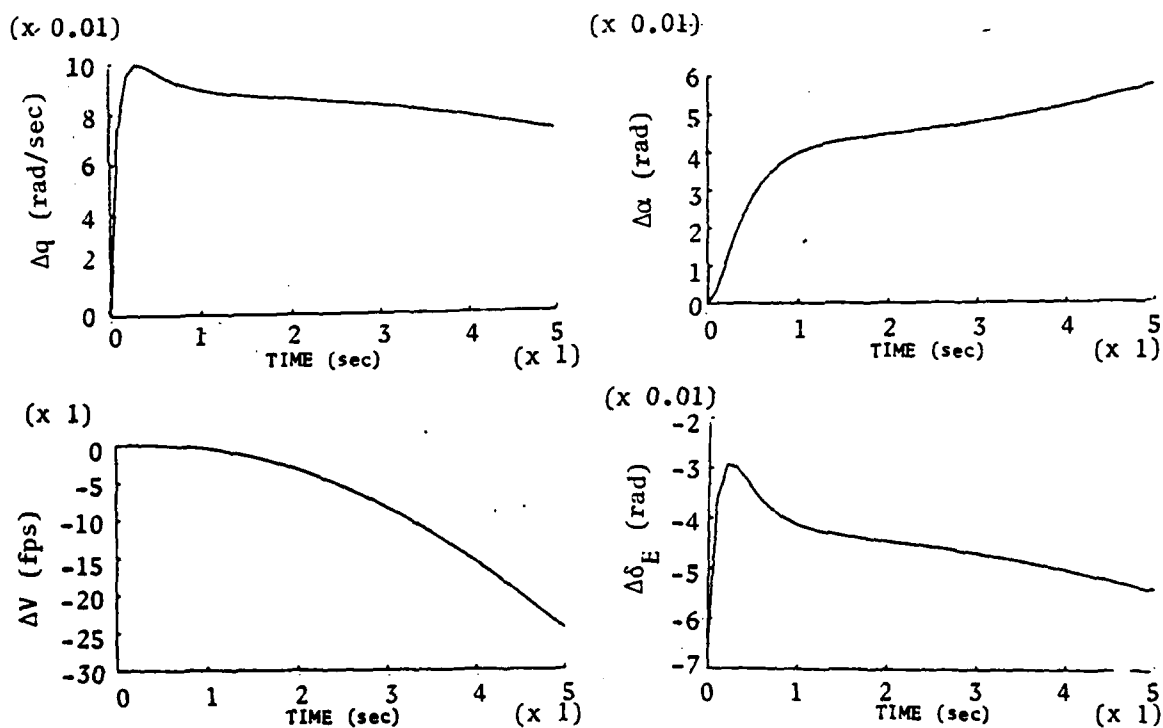 (x 0.01)
10
8
6
4
2
0
Δq (rad/sec)
0 1 2 3 4 5
TIME (sec) (x 1)
(x 0.01)
6
5
4
3
2
1
0
Δα (rad)
0 1 2 3 4 5
TIME (sec) (x 1)
(x 1)
0
-5
-10
-15
-20
-25
-30
ΔV (fps)
0 1 2 3 4 5
TIME (sec) (x 1)
(x 0.01)
-2
-3
-4
-5
-6
-7
Δδ_E (rad)
0 1 2 3 4 5
TIME (sec) (x 1)